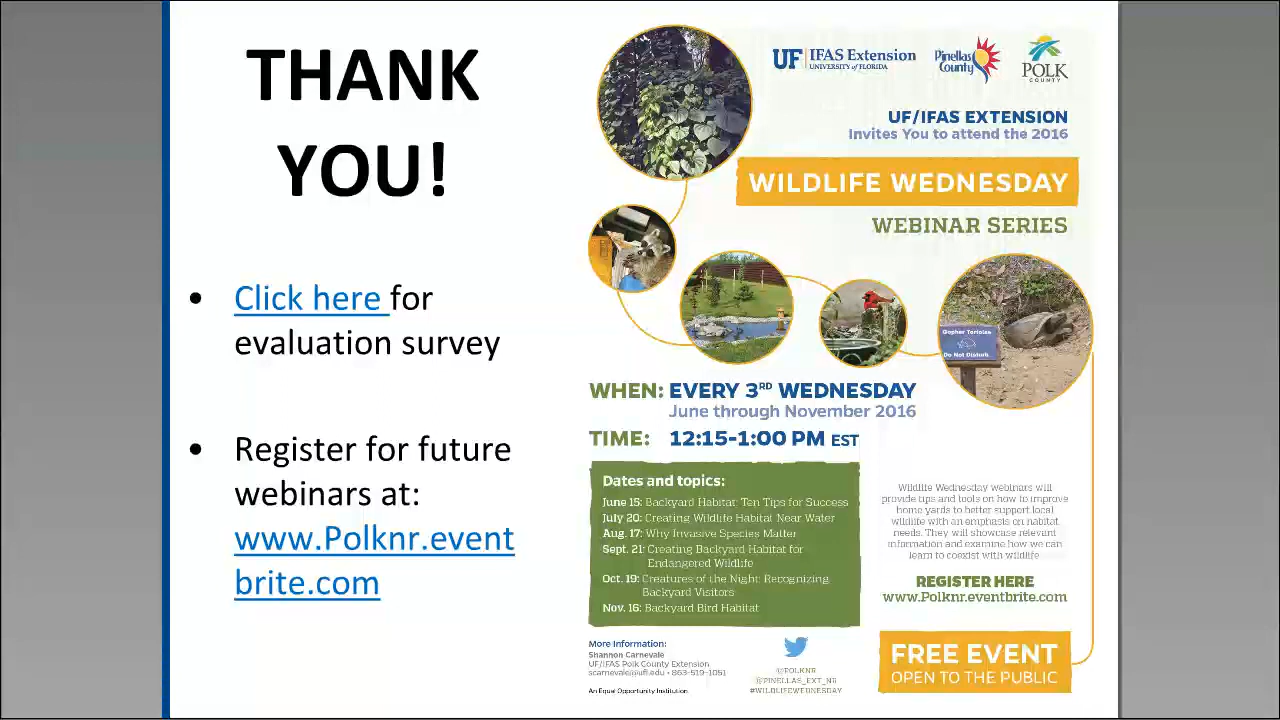 THANK
YOU!
• Click here for
evaluation survey
• Register for future
webinars at:
www.Polknr.event
brite.com
UF IFAS Extension
UNIVERSITY of FLORIDA
Pinellas
County
POLK
COUNTY
UF/IFAS EXTENSION
Invites You to attend the 2016
WILDLIFE WEDNESDAY
WEBINAR SERIES
Gopher Tortoise
Do Not Disturb.
WHEN: EVERY 3RD WEDNESDAY
June through November 2016
TIME: 12:15-1:00 PM EST
Dates and topics:
June 15: Backyard Habitat: Ten Tips for Success
July 20: Creating Wildlife Habitat Near Water
Aug. 17: Why Invasive Species Matter
Sept. 21: Creating Backyard Habitat for
Endangered Wildlife
Oct. 19: Creatures of the Night: Recognizing
Backyard Visitors
Nov. 16: Backyard Bird Habitat
Wildlife Wednesday webinars will
provide tips and tools on how to improve
home yards to better support local
wildlife with an emphasis on habitat
needs. They will showcase relevant
information and examine how we can
learn to coexist with wildlife
REGISTER HERE
www.Polknr.eventbrite.com
More Information:
Shannon Carnevale
UF/IFAS Polk County Extension
scarnevale@ufl.edu • 863-519-1051
An Equal Opportunity Institution.
@POLKNR
@PINELLAS_EXT_NR
#WILDLIFEWEDNESDAY
FREE EVENT
OPEN TO THE PUBLIC